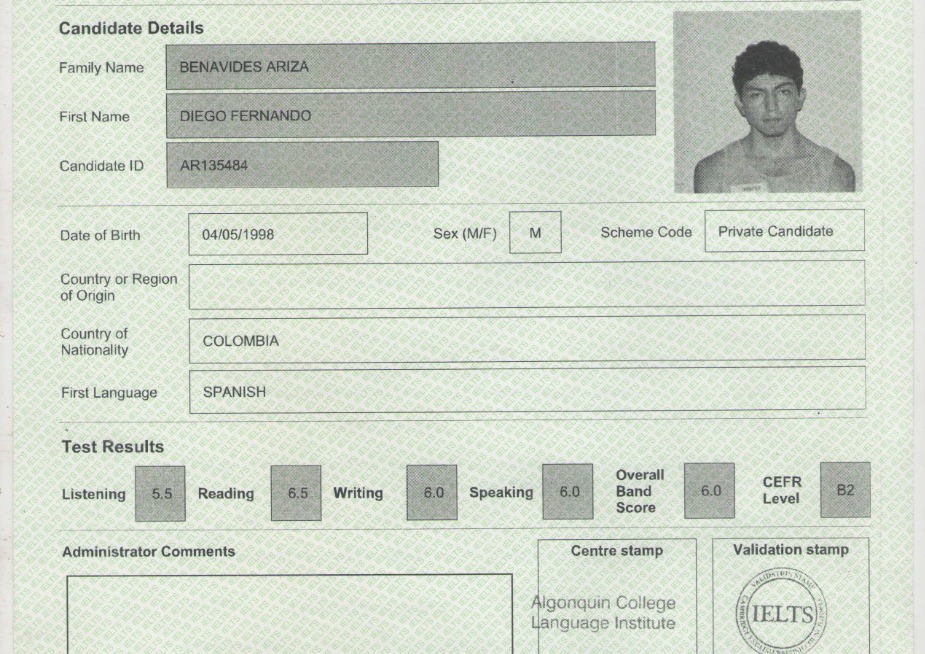 Candidate Details
Family Name BENAVIDES ARIZA
First Name DIEGO FERNANDO
Candidate ID AR135484
Date of Birth 04/05/1998 Sex (M/F) M Scheme Code Private Candidate
Country or Region
of Origin
Country of
Nationality COLOMBIA
First Language SPANISH
Test Results
Listening 5.5 Reading 6.5 Writing 6.0 Speaking 6.0 Overall Band Score 6.0 CEFR Level B2
Administrator Comments Centre stamp Validation stamp
Algonquin College
Language Institute
VALIDATION STAMP
IELTS